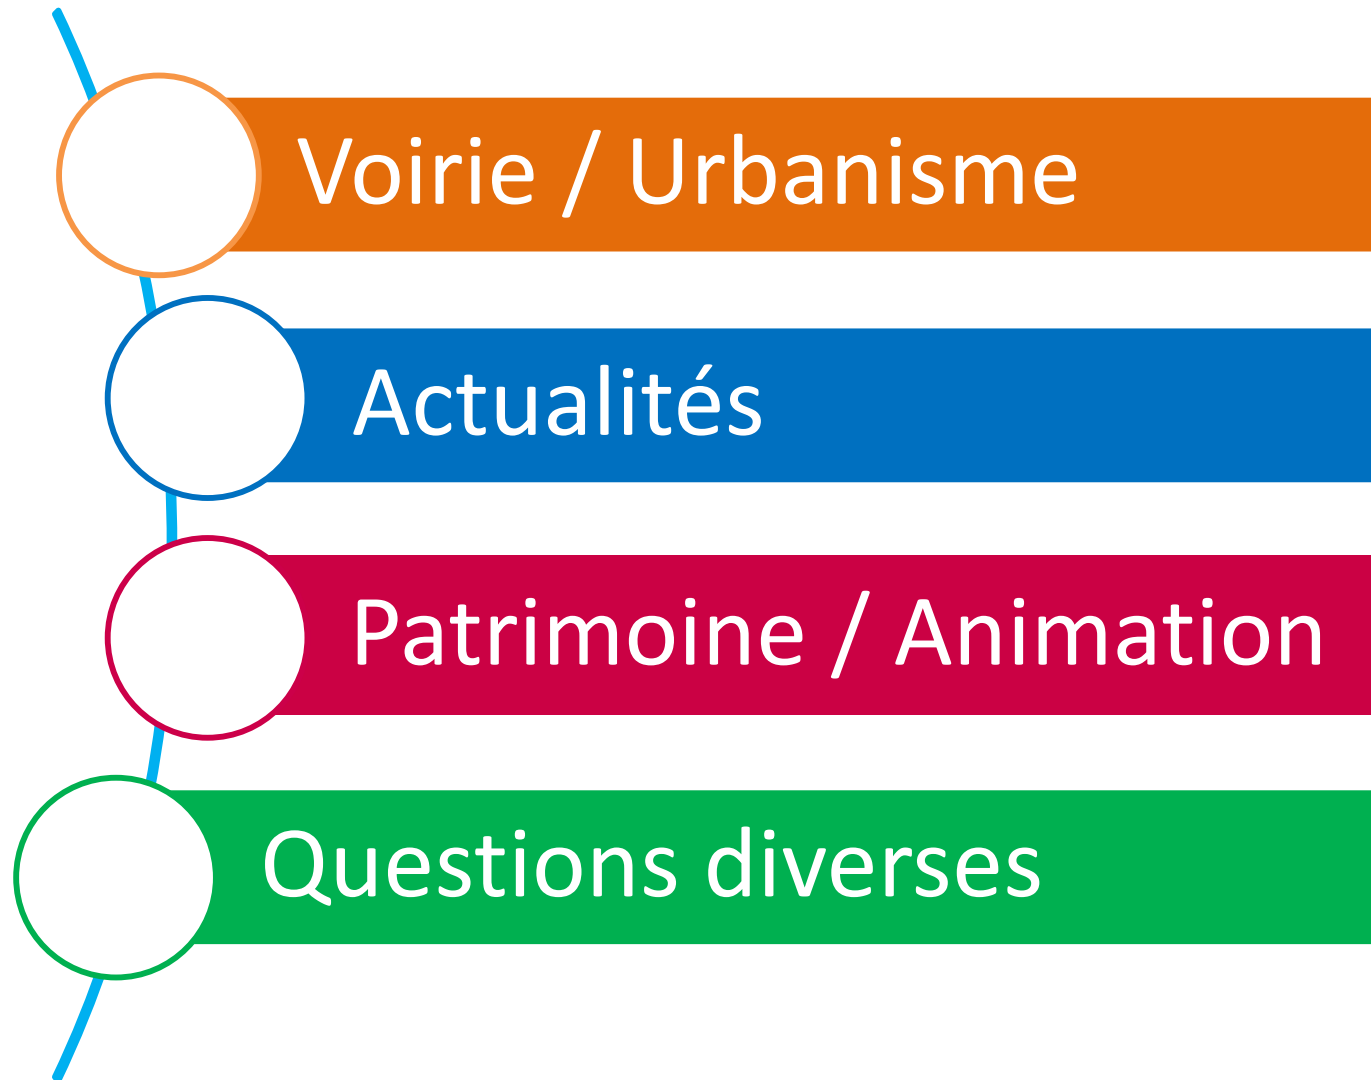 Voirie / Urbanisme
Actualités
Patrimoine / Animation
Questions diverses